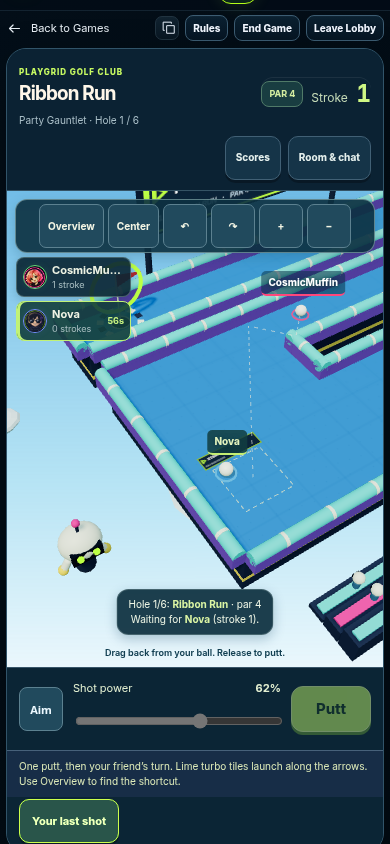 ← Back to Games
Rules
End Game
Leave Lobby
PLAYGRID GOLF CLUB
Ribbon Run
PAR 4
Stroke 1
Party Gauntlet · Hole 1 / 6
Scores
Room & chat
Overview
Center
↶
↷
+
−
CosmicMu...
1 stroke
Nova
0 strokes
56s
CosmicMuffin
Nova
Hole 1/6: Ribbon Run · par 4
Waiting for Nova (stroke 1).
Drag back from your ball. Release to putt.
Aim
Shot power
62%
Putt
One putt, then your friend's turn. Lime turbo tiles launch along the arrows.
Use Overview to find the shortcut.
Your last shot